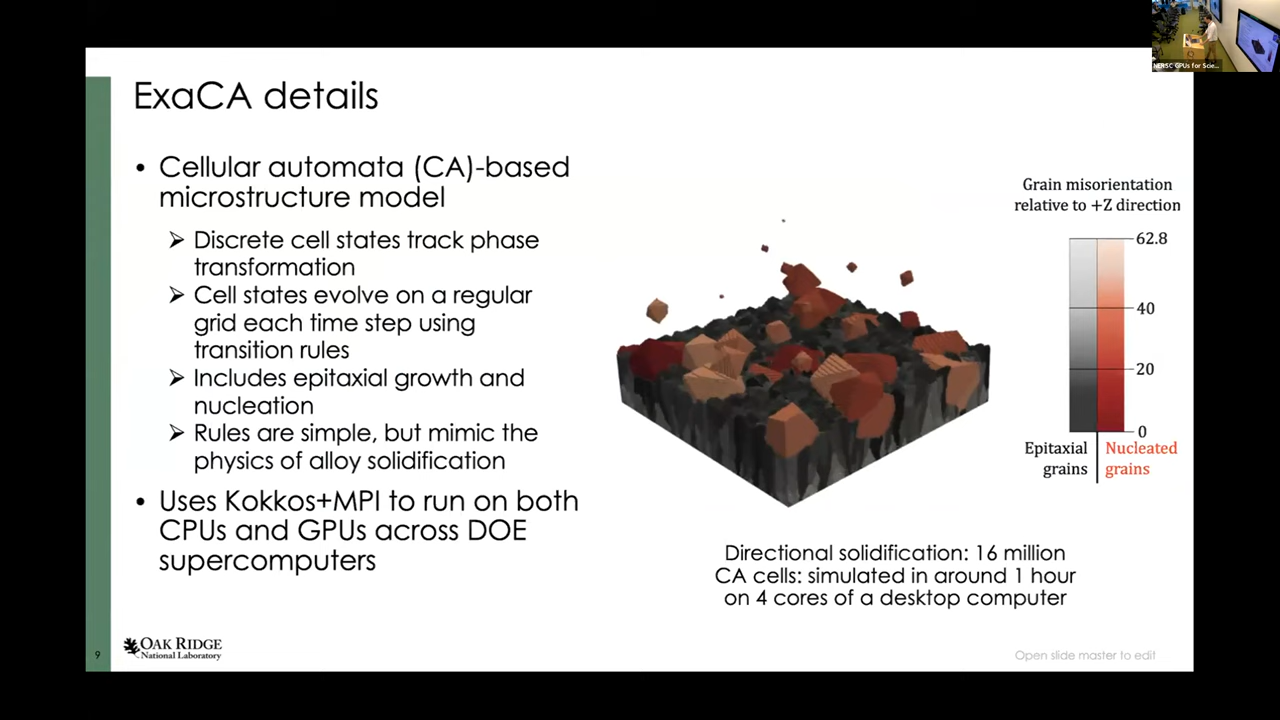 ExaCA details
• Cellular automata (CA)-based
microstructure model
➢ Discrete cell states track phase
transformation
➢ Cell states evolve on a regular
grid each time step using
transition rules
➢ Includes epitaxial growth and
nucleation
➢ Rules are simple, but mimic the
physics of alloy solidification
• Uses Kokkos+MPI to run on both
CPUs and GPUs across DOE
supercomputers
Grain misorientation
relative to +Z direction
62.8
40
20
0
Epitaxial
grains
Nucleated
grains
Directional solidification: 16 million
CA cells: simulated in around 1 hour
on 4 cores of a desktop computer
9
OAK RIDGE
National Laboratory
Open slide master to edit
NERSC GPUs for Scie...